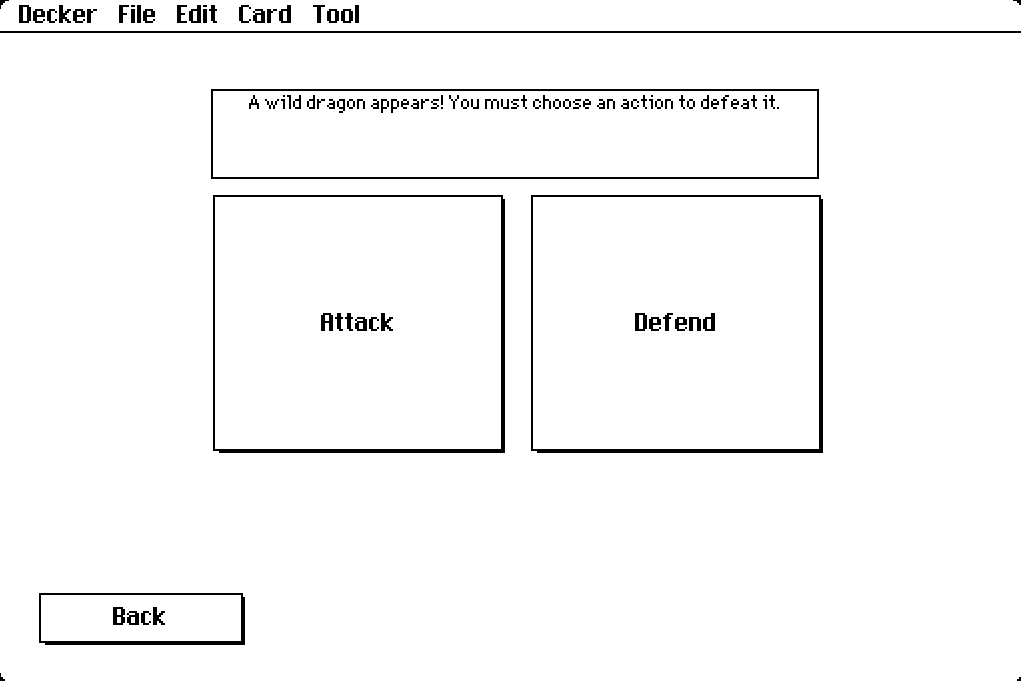 Decker File Edit Card Tool
A wild dragon appears! You must choose an action to defeat it.
Attack Defend
Back